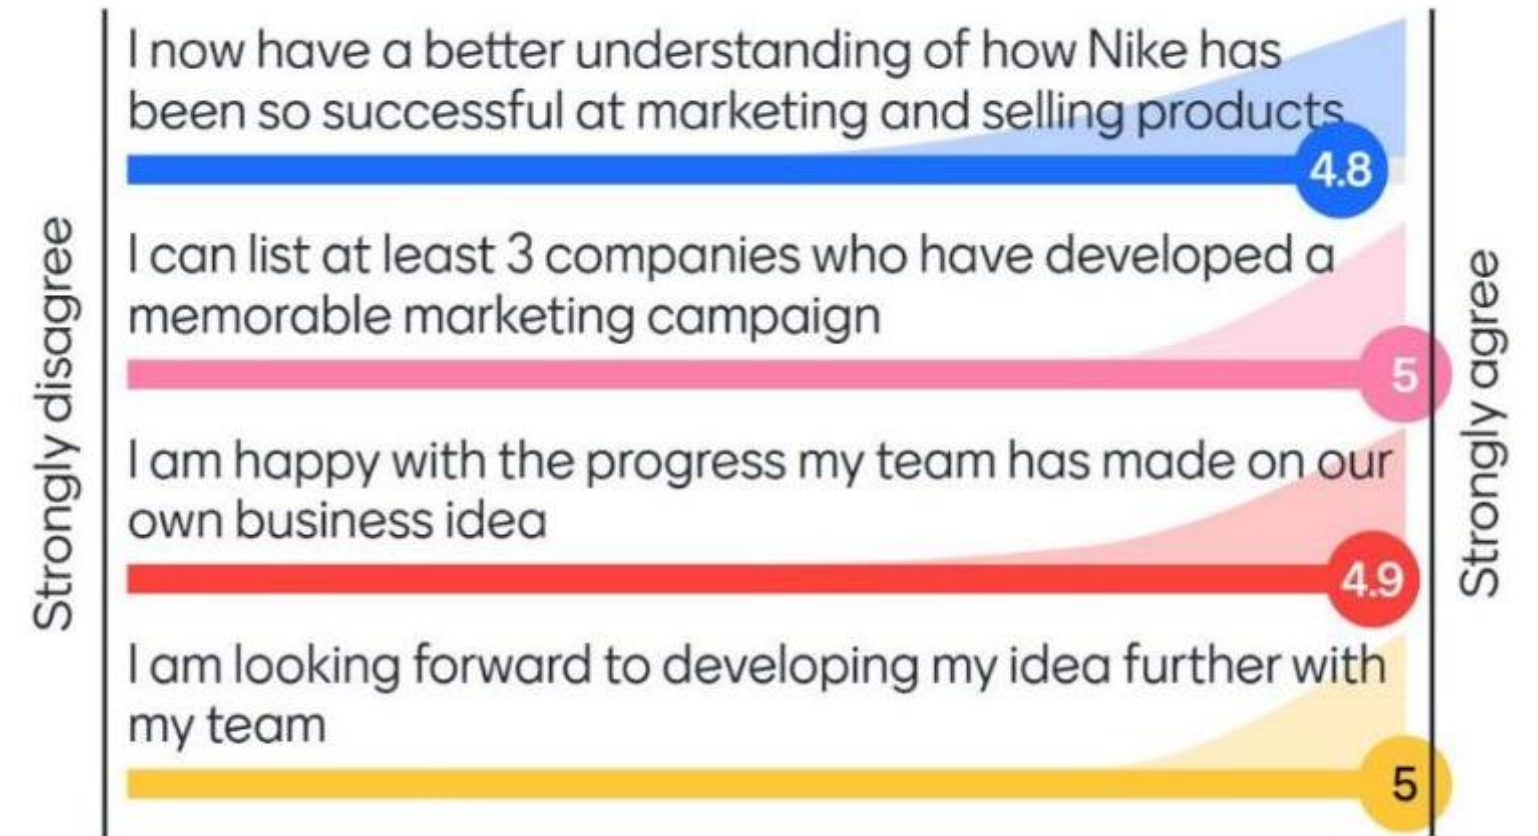 Strongly disagree
I now have a better understanding of how Nike has
been so successful at marketing and selling products
4.8
I can list at least 3 companies who have developed a
memorable marketing campaign
5
I am happy with the progress my team has made on our
own business idea
4.9
I am looking forward to developing my idea further with
my team
5
Strongly agree